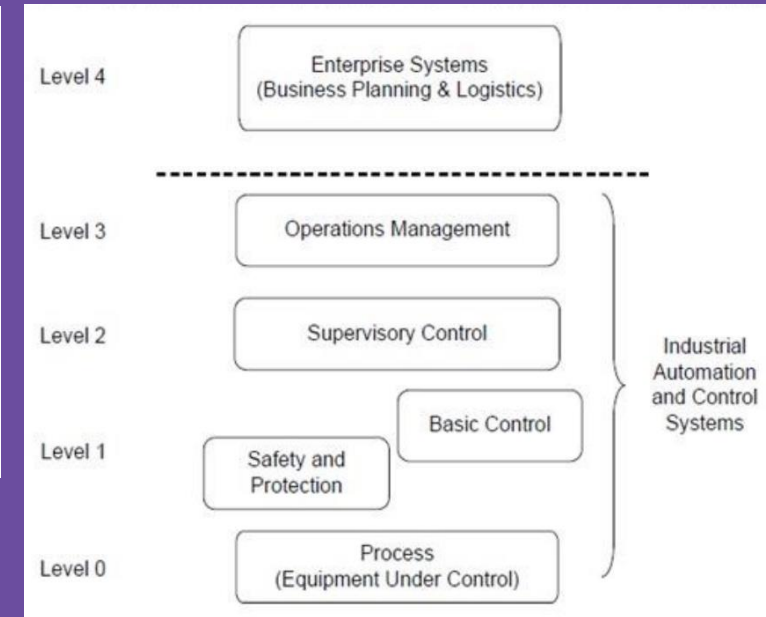 Level 4
Enterprise Systems
(Business Planning & Logistics)
Level 3
Operations Management
Level 2
Supervisory Control
Industrial
Automation
and Control
Systems
Level 1
Basic Control
Safety and
Protection
Level 0
Process
(Equipment Under Control)